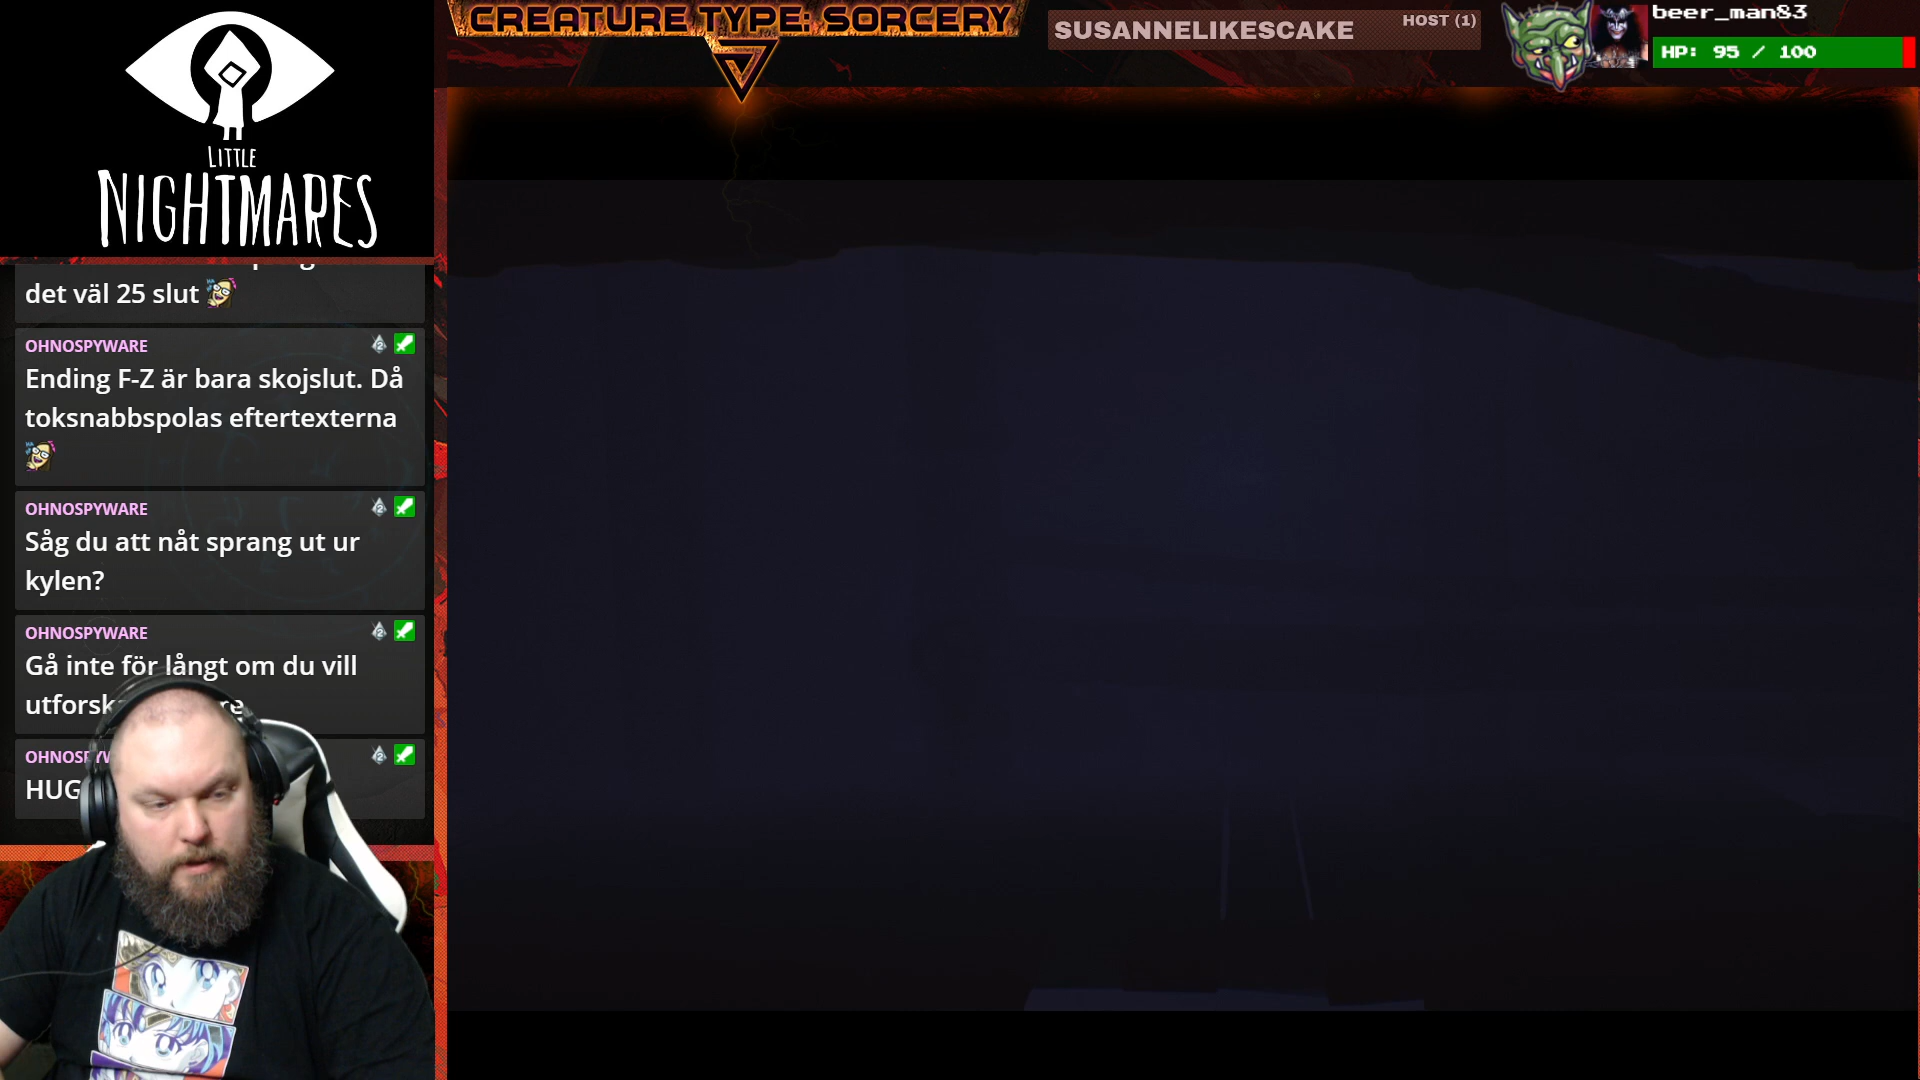 CREATURE TYPE: SORCERY
SUSANNELIKESCAKE
HOST (1)
beer_man83
HP: 95 / 100
LITTLE
NIGHTMARES
det väl 25 slut
OHNOSPYWARE
Ending F-Z är bara skojslut. Då
toksnabbspolas eftertexterna
OHNOSPYWARE
Såg du att nåt sprang ut ur
kylen?
OHNOSPYWARE
Gå inte för långt om du vill
OHNOSPYWARE
HUG